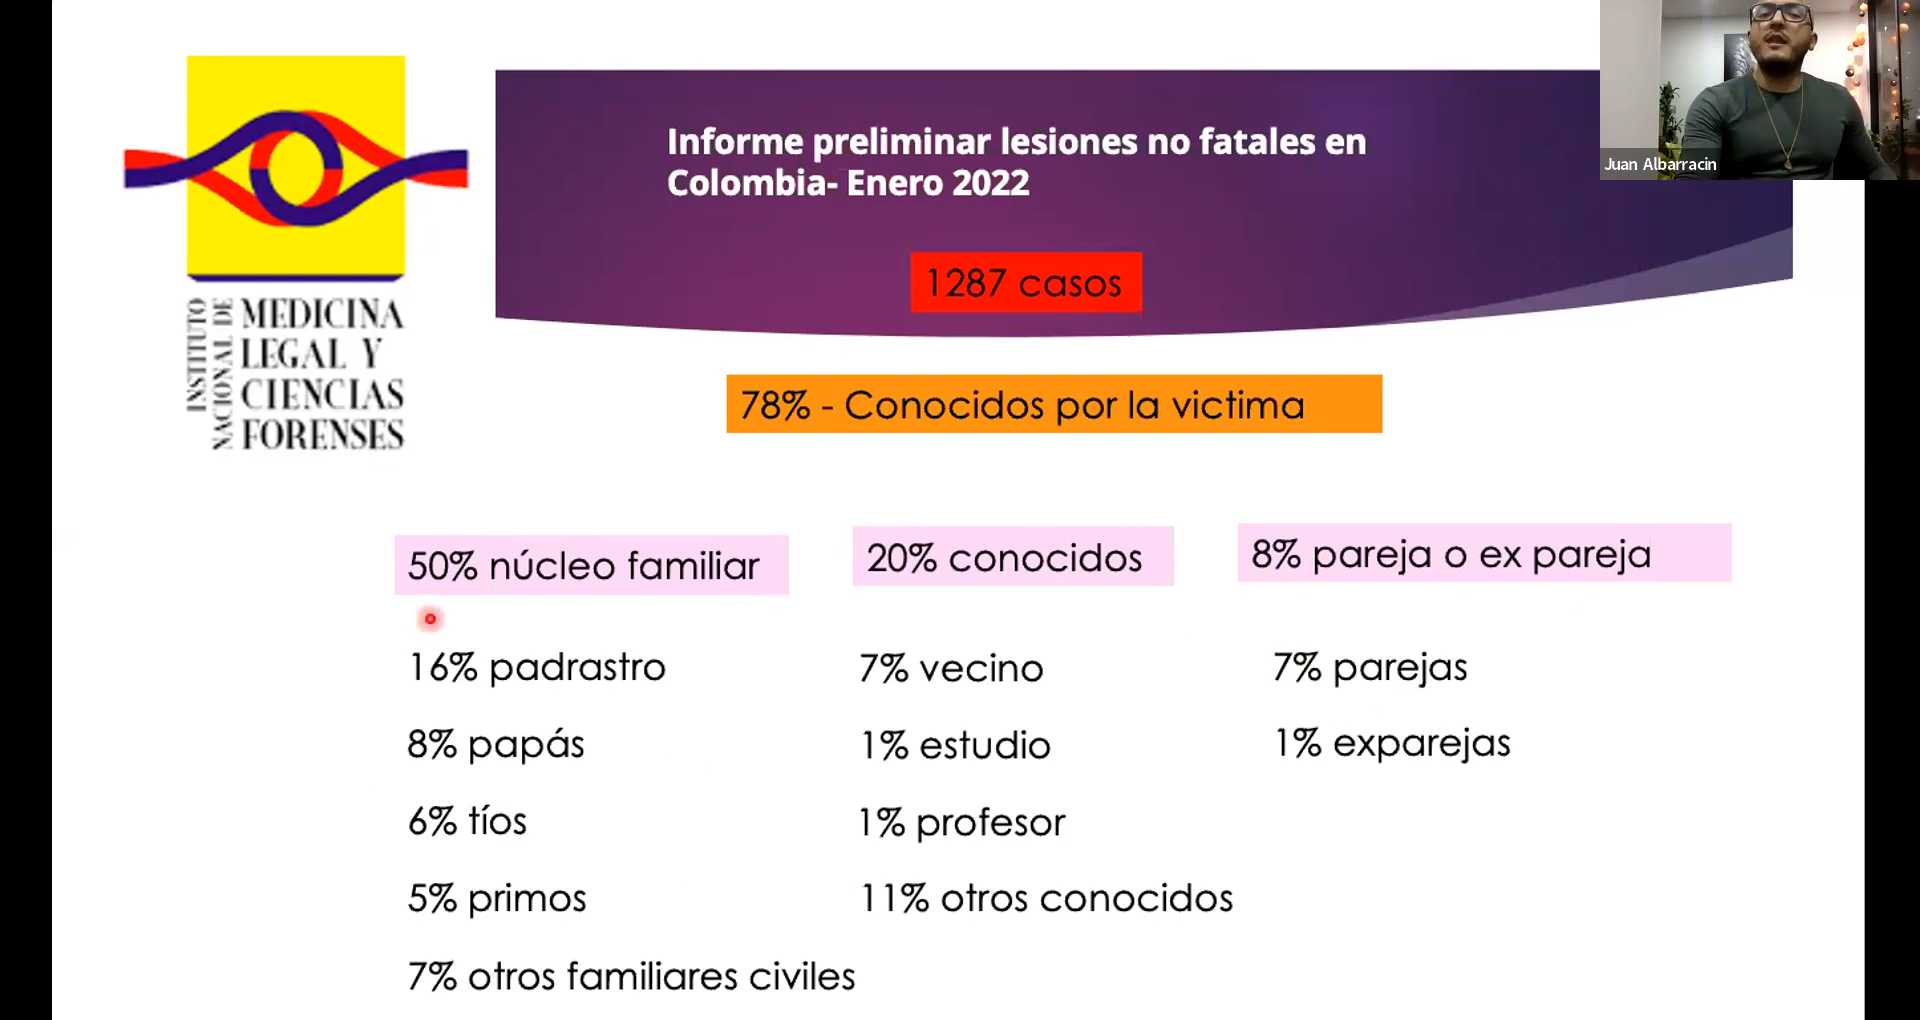 INSTITUTO
NACIONAL DE
MEDICINA
LEGAL Y
CIENCIAS
FORENSES
Informe preliminar lesiones no fatales en
Colombia- Enero 2022
Juan Albarracin
1287 casos
78% - Conocidos por la victima
50% núcleo familiar
16% padrastro
8% papás
6% tíos
5% primos
7% otros familiares civiles
20% conocidos
7% vecino
1% estudio
1% profesor
11% otros conocidos
8% pareja o ex pareja
7% parejas
1% exparejas